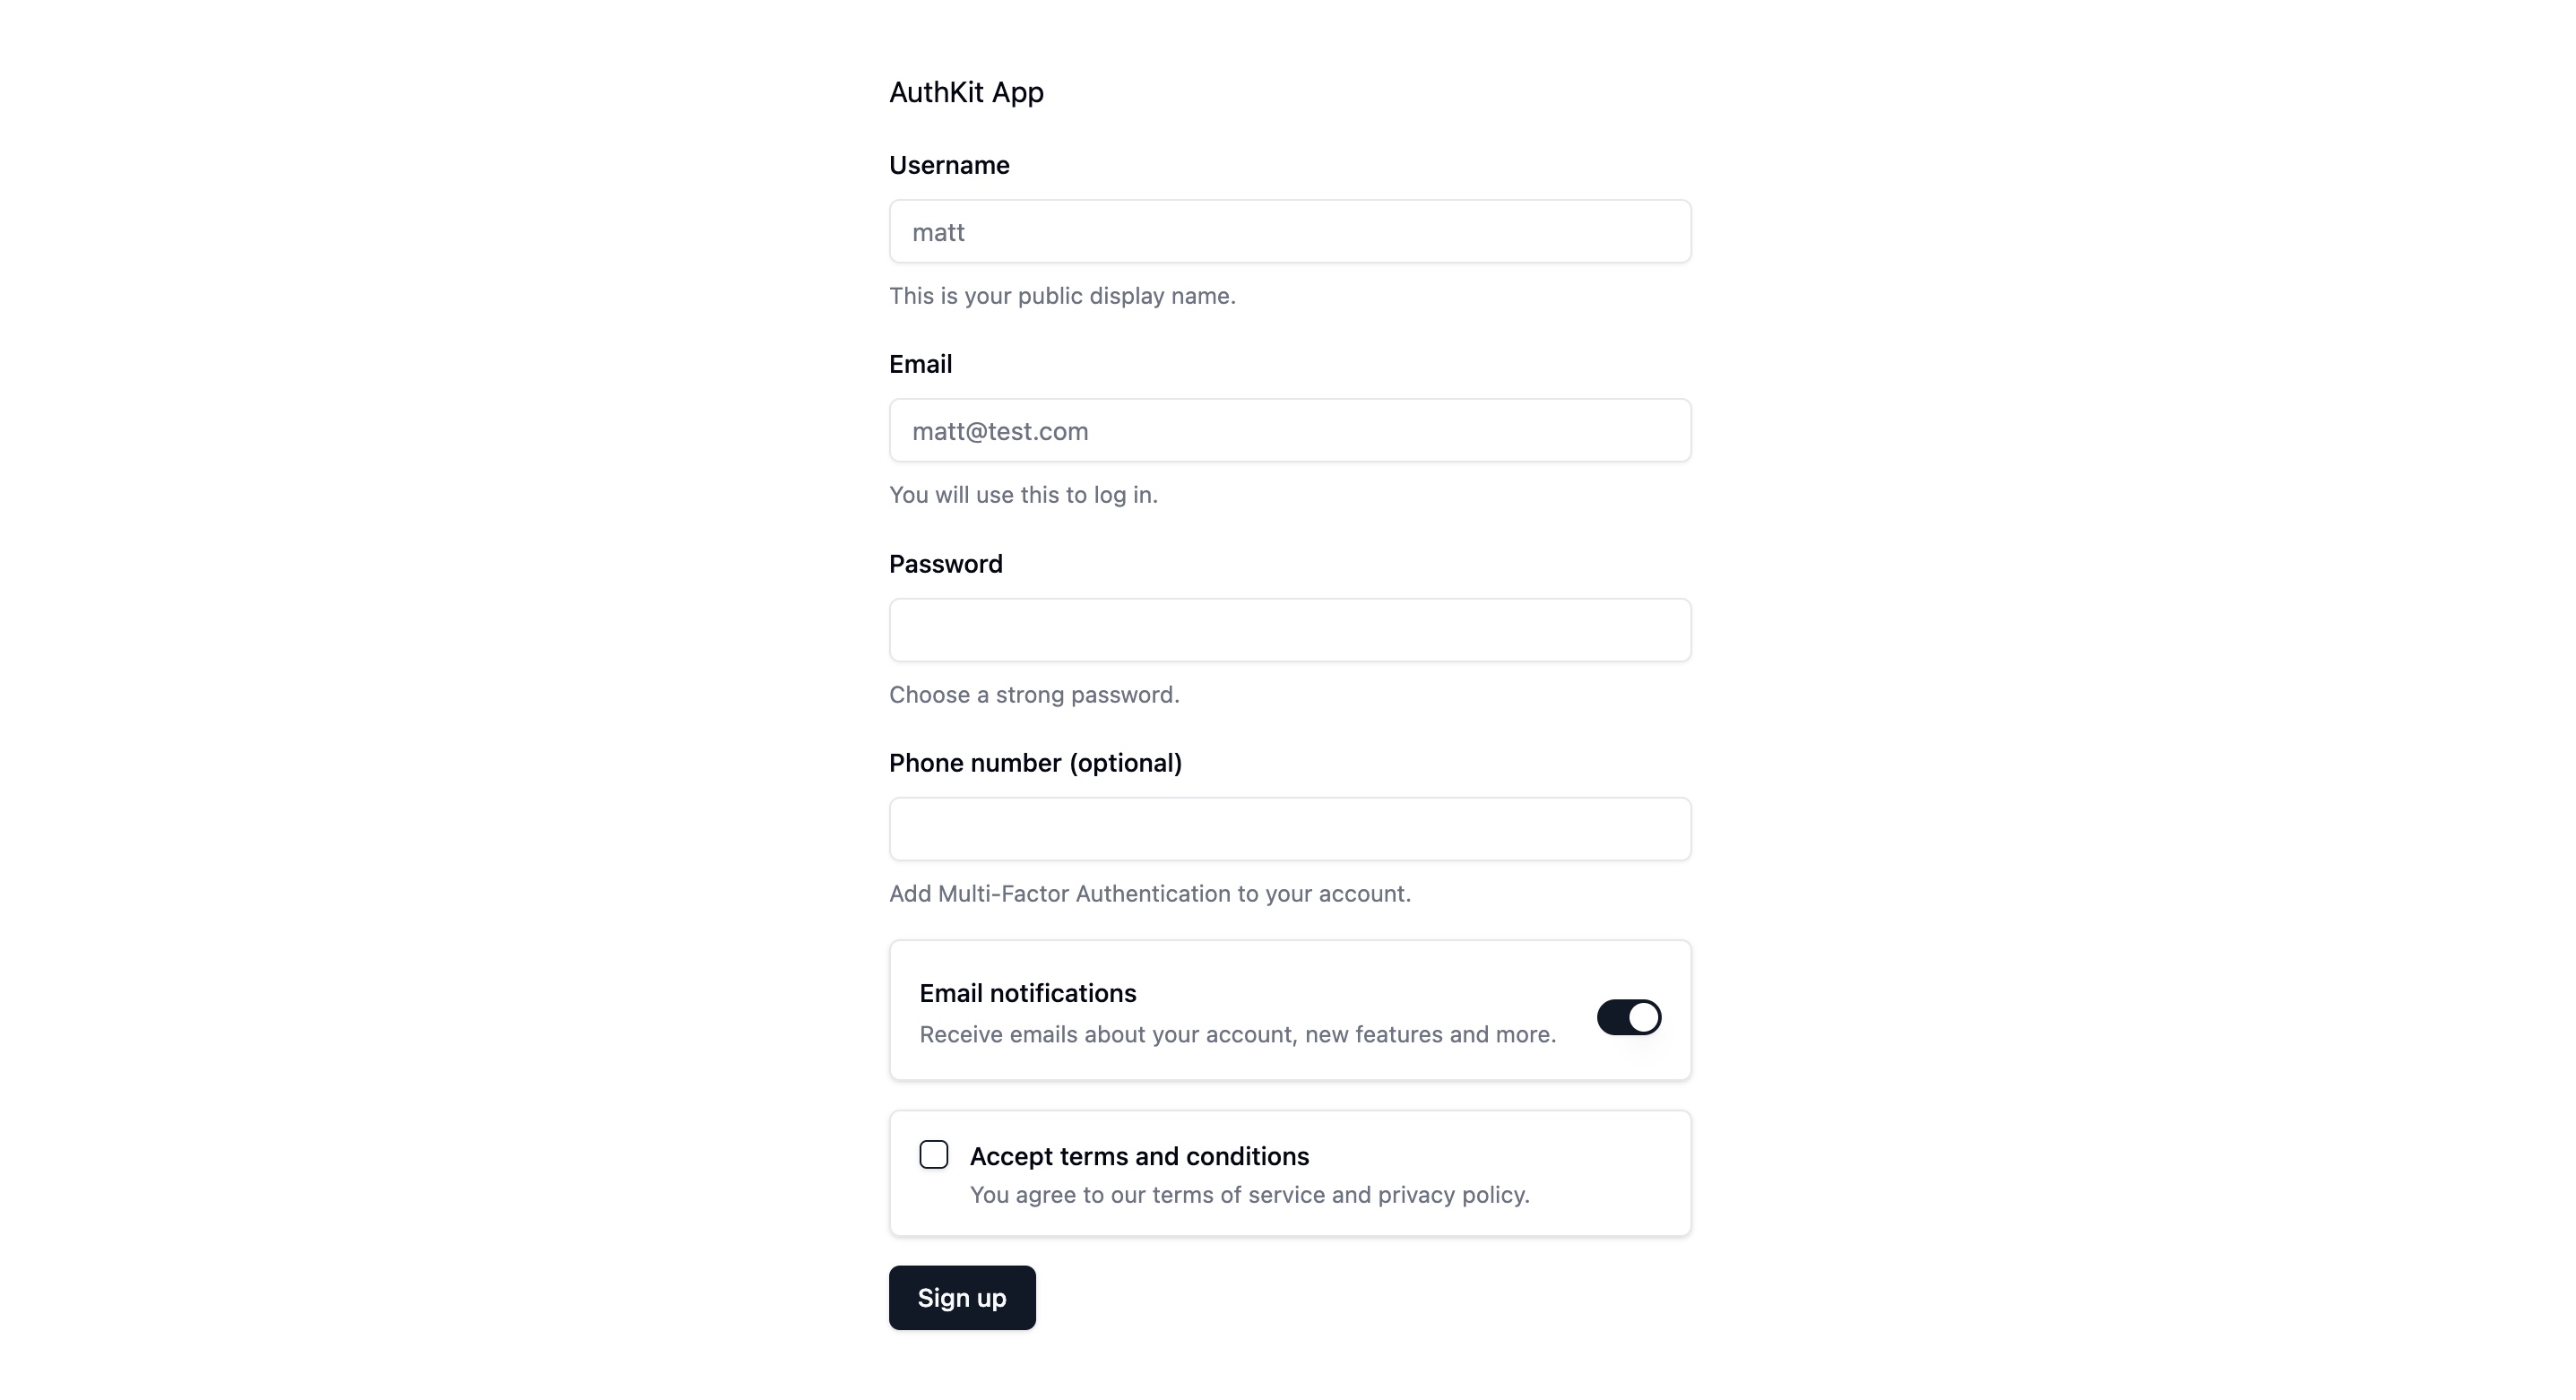 AuthKit App
Username
matt
This is your public display name.
Email
matt@test.com
You will use this to log in.
Password
Choose a strong password.
Phone number (optional)
Add Multi-Factor Authentication to your account.
Email notifications
Receive emails about your account, new features and more.
Accept terms and conditions
You agree to our terms of service and privacy policy.
Sign up